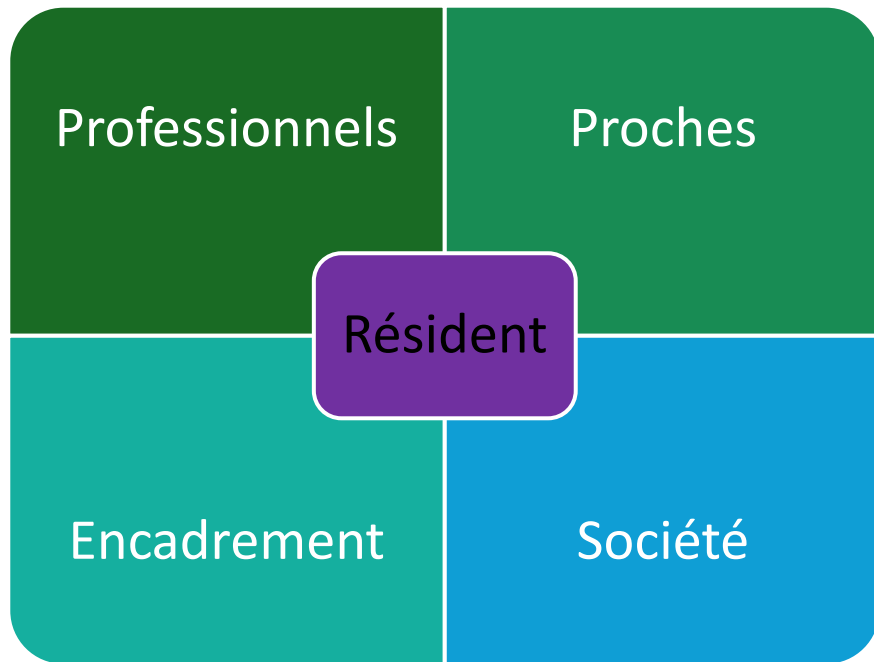 Professionnels
Proches
Résident
Encadrement
Société